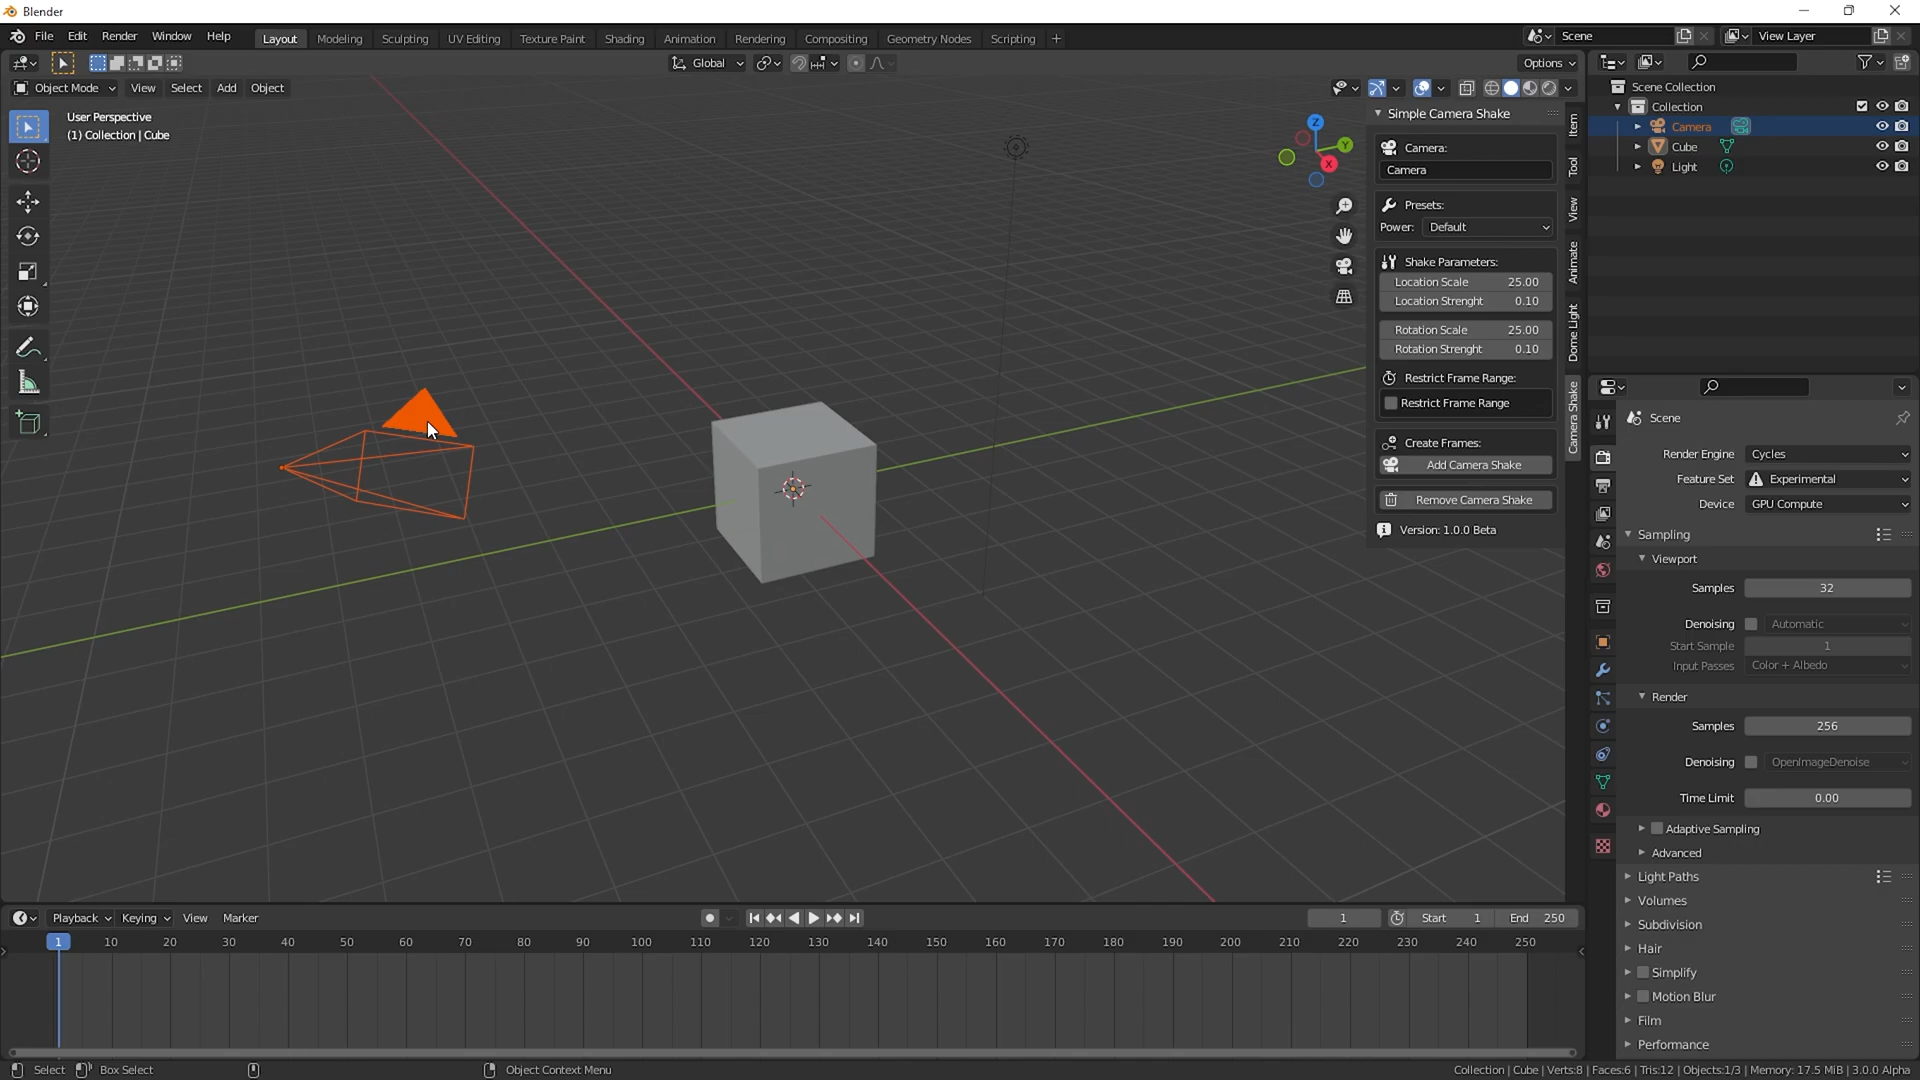 Blender
File Edit Render Window Help Layout Modeling Sculpting UV Editing Texture Paint Shading Animation Rendering Compositing Geometry Nodes Scripting + Scene View Layer
Global Options
Object Mode View Select Add Object
User Perspective
(1) Collection | Cube
Z
Y
X
Simple Camera Shake
Camera:
Camera
Presets:
Power: Default
Shake Parameters:
Location Scale 25.00
Location Strenght 0.10
Rotation Scale 25.00
Rotation Strenght 0.10
Restrict Frame Range:
Restrict Frame Range
Create Frames:
Add Camera Shake
Remove Camera Shake
Version: 1.0.0 Beta
Item
Tool
View
Animate
Dome Light
Camera Shake
Scene Collection
Collection
Camera
Cube
Light
Scene
Render Engine Cycles
Feature Set Experimental
Device GPU Compute
Sampling
Viewport
Samples 32
Denoising Automatic
Start Sample 1
Input Passes Color + Albedo
Render
Samples 256
Denoising OpenImageDenoise
Time Limit 0.00
Adaptive Sampling
Advanced
Light Paths
Volumes
Subdivision
Hair
Simplify
Motion Blur
Film
Performance
Playback Keying View Marker 1 Start 1 End 250
1 10 20 30 40 50 60 70 80 90 100 110 120 130 140 150 160 170 180 190 200 210 220 230 240 250
Select Box Select Object Context Menu Collection | Cube | Verts:8 | Faces:6 | Tris:12 | Objects:1/3 | Memory: 17.5 MiB | 3.0.0 Alpha